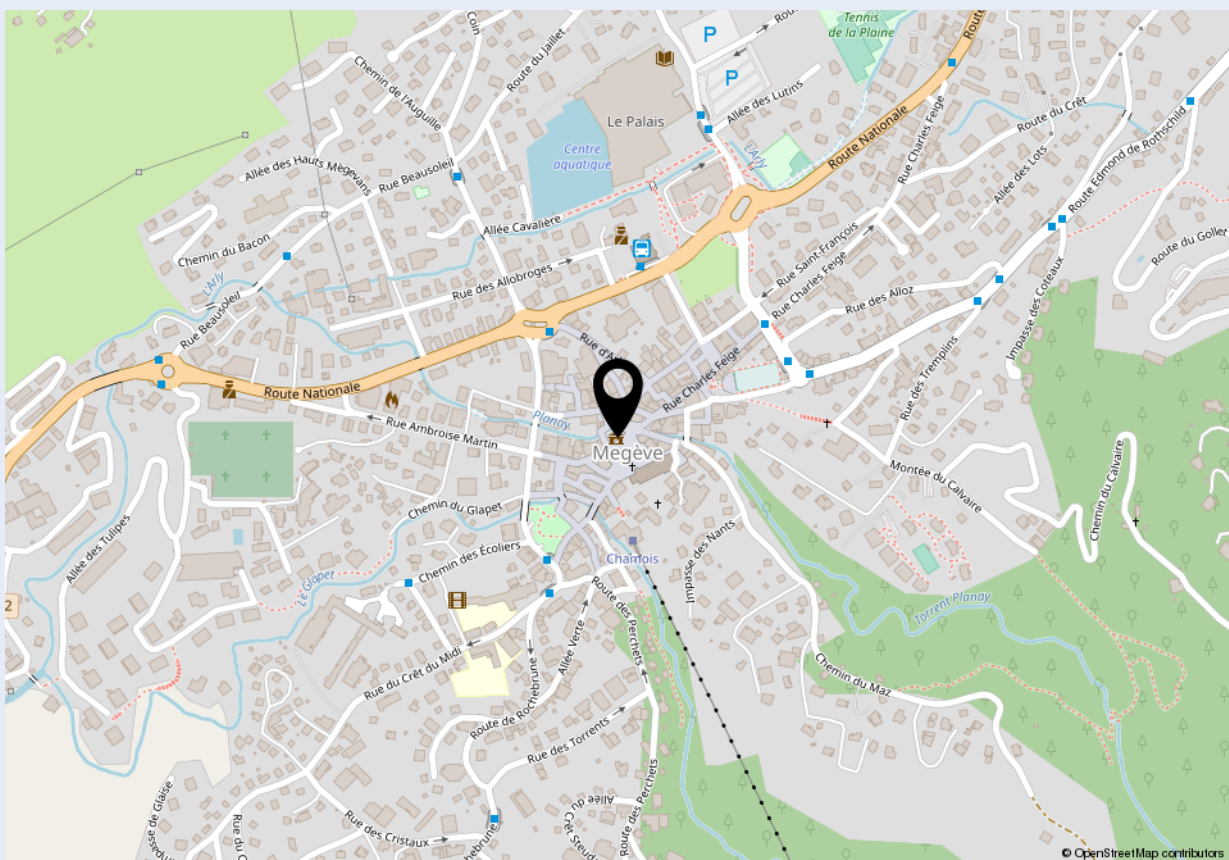 Coin
Route du Jaillet
P
Tennis
de la Plaine
Chemin de l'Auguille
P
Allée des Lutins
Le Palais
Centre
aquatique
L'Arly
Route Nationale
Rue Charles Feige
Route du Crêt
Route Edmond de Rothschild
Allée des Hauts Mègevans
Rue Beausoleil
Allée des Lots
Allée Cavalière
Chemin du Bacon
Rue Saint-François
Route du Goller
L'Arly
Rue des Allobroges
Rue Charles Feige
Rue des Alloz
Impasse des Coteaux
Rue Beausoleil
Rue des Tremplins
Rue Charles Feige
Route Nationale
Planay
Rue Ambroise Martin
Megève
Montée du Calvaire
Chemin du Calvaire
Chemin du Glapet
Allée des Tulipes
Chemin des Écoliers
Chamois
Impasse des Nants
Le Glapet
2
Route des Perchets
Torrent Planay
Allée Verte
Rue du Crêt du Midi
Chemin du Maz
Route de Rochebrune
Rue des Torrents
Route des Perchets
Allée du
Rue des Cristaux
© OpenStreetMap contributors